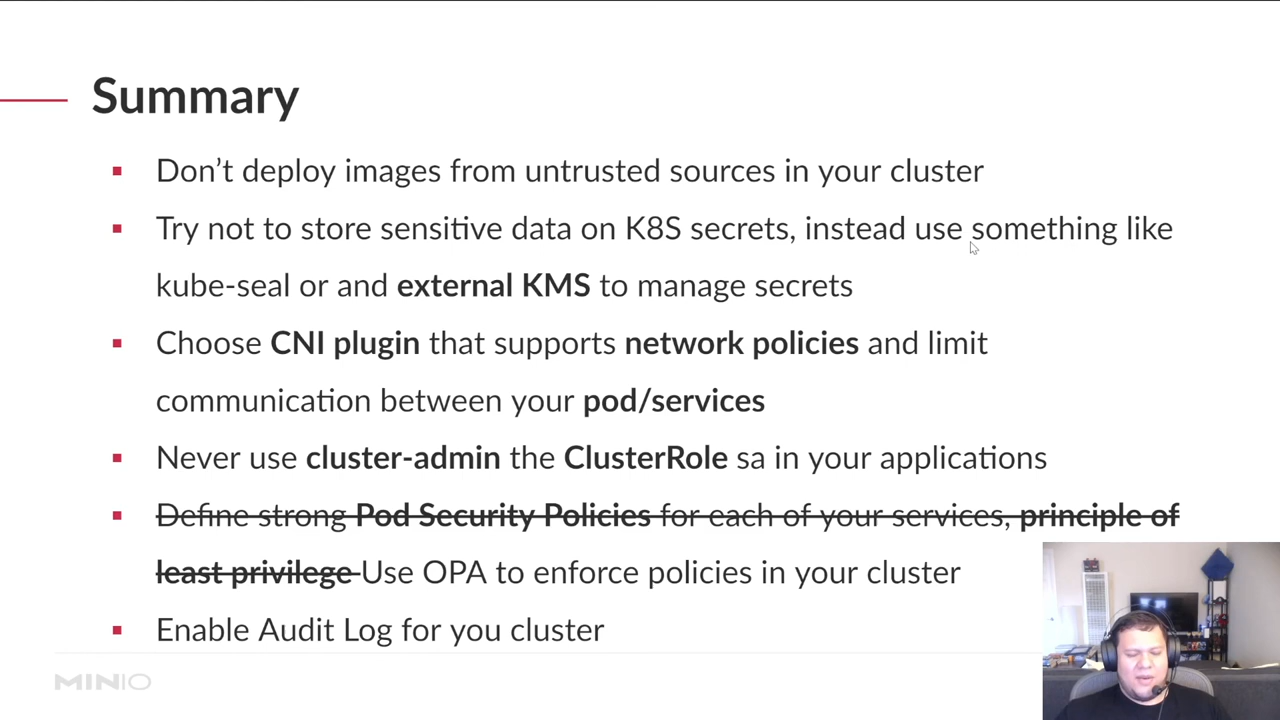 Summary
Don't deploy images from untrusted sources in your cluster
Try not to store sensitive data on K8S secrets, instead use something like
kube-seal or and external KMS to manage secrets
Choose CNI plugin that supports network policies and limit
communication between your pod/services
Never use cluster-admin the ClusterRole sa in your applications
Define strong Pod Security Policies for each of your services, principle of
least privilege Use OPA to enforce policies in your cluster
Enable Audit Log for you cluster
MINIO